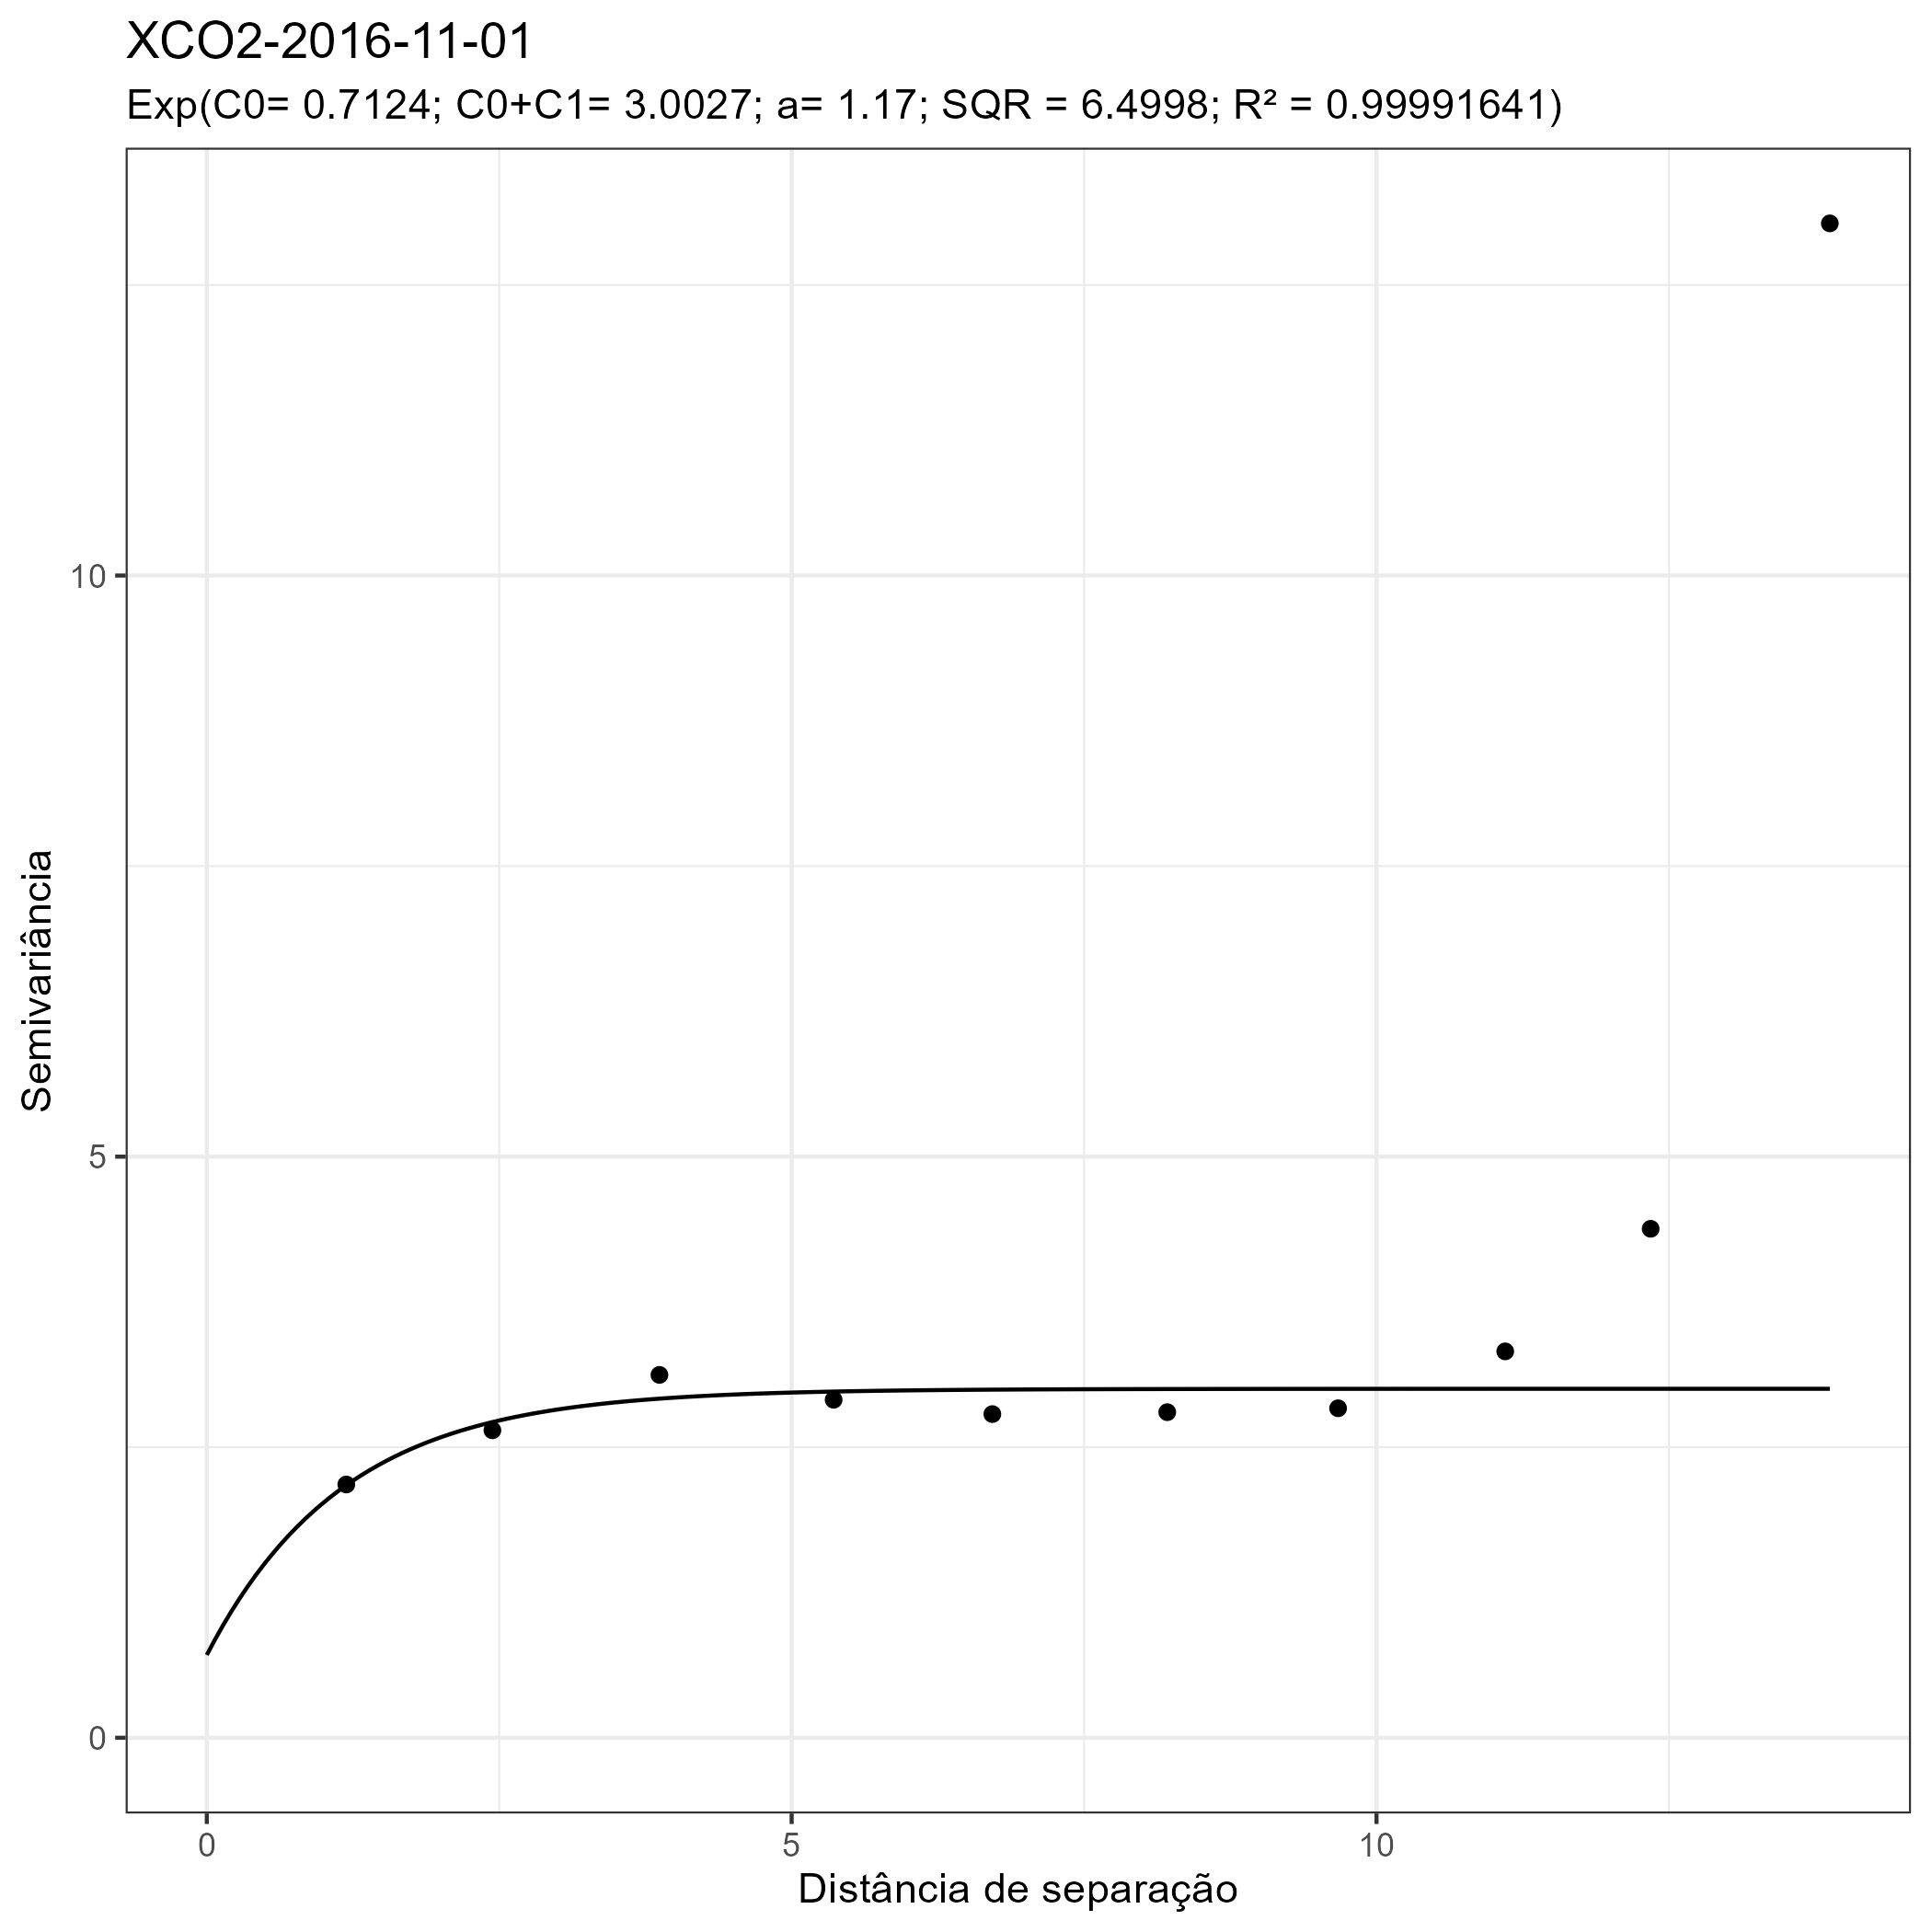 XCO2-2016-11-01
Exp(C0= 0.7124; C0+C1= 3.0027; a= 1.17; SQR = 6.4998; R² = 0.99991641)
Semivariância
10
5
0
0
5
10
Distância de separação